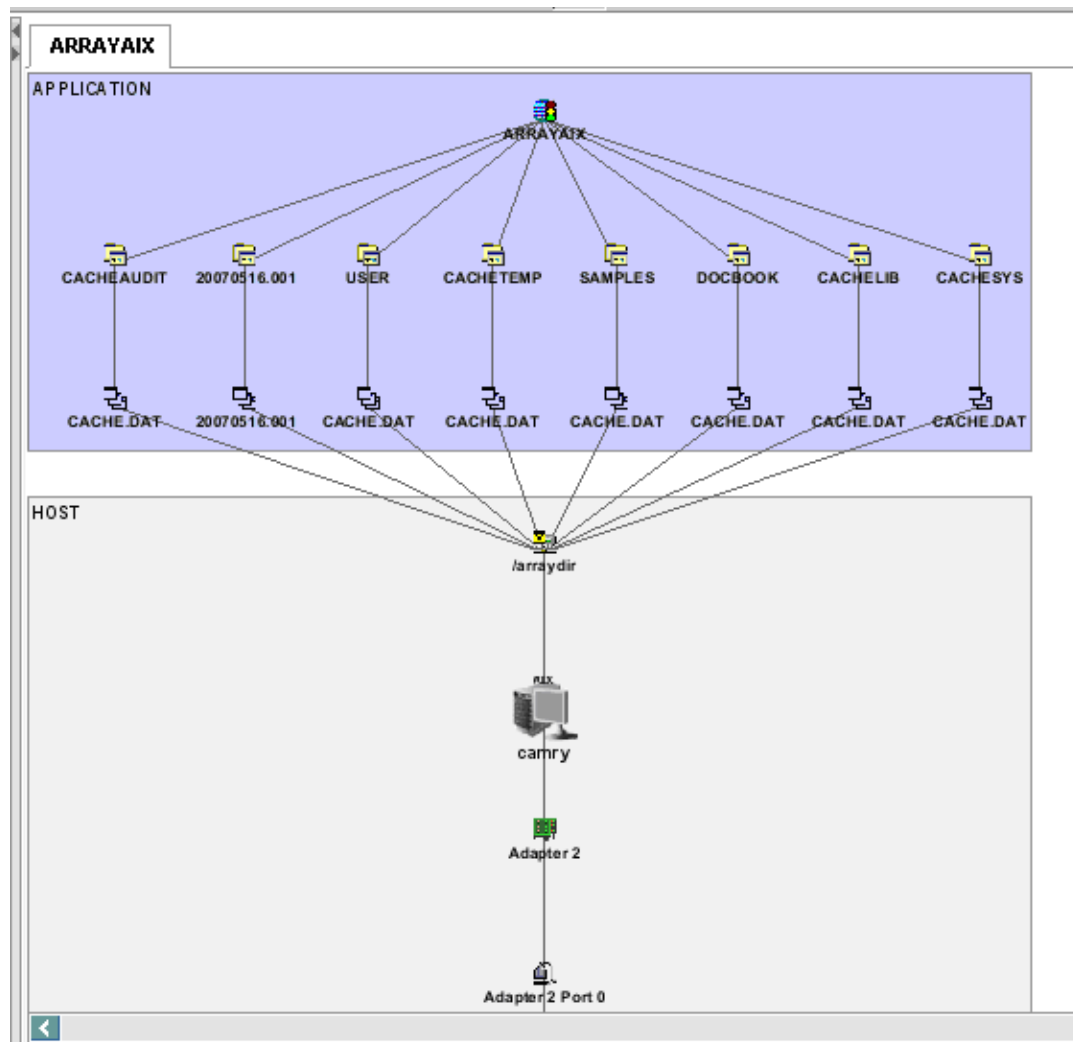 ARRAYAIX
APPLICATION
ARRAYAIX
CACHEAUDIT 20070516.001 USER CACHETEMP SAMPLES DOCBOOK CACHELIB CACHESYS
CACHE.DAT 20070516.001 CACHE.DAT CACHE.DAT CACHE.DAT CACHE.DAT CACHE.DAT CACHE.DAT
HOST
/arraydir
AIX
camry
Adapter 2
Adapter 2 Port 0